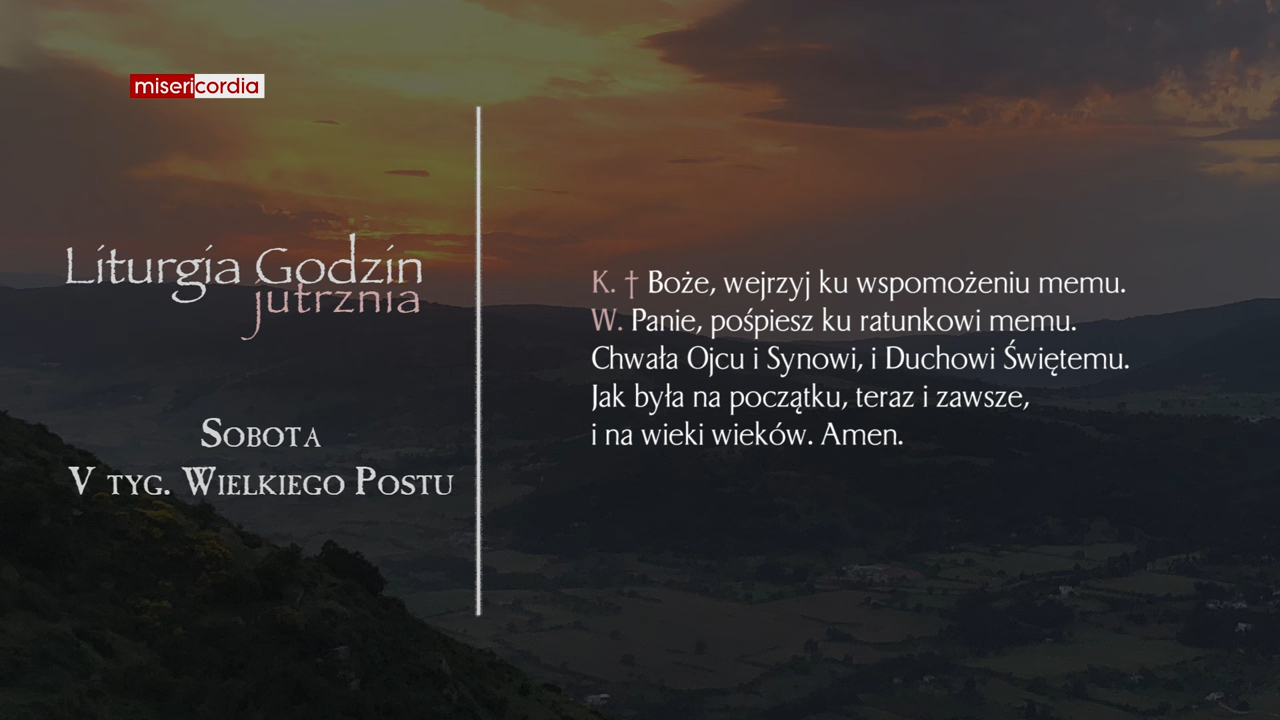 misericordia
Liturgia Godzin
jutrznia
Sobota
V tyg. Wielkiego Postu
K. † Boże, wejrzyj ku wspomożeniu memu.
W. Panie, pośpiesz ku ratunkowi memu.
Chwała Ojcu i Synowi, i Duchowi Świętemu.
Jak była na początku, teraz i zawsze,
i na wieki wieków. Amen.